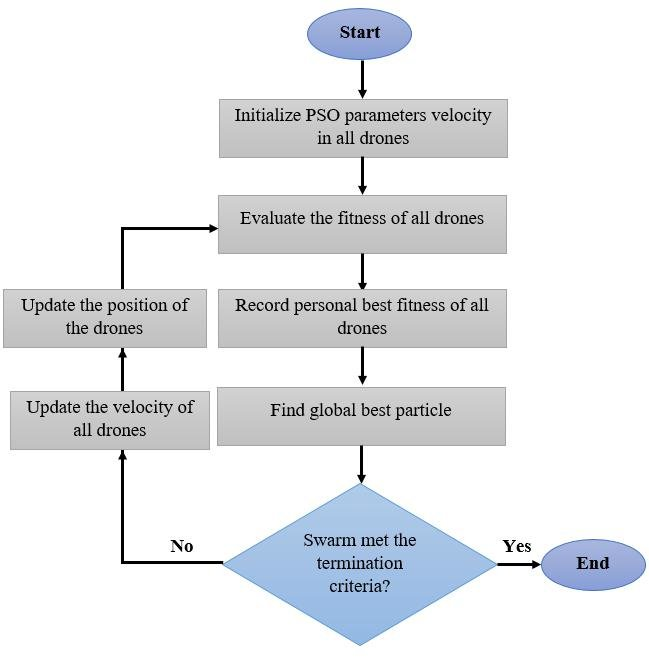 Start
Initialize PSO parameters velocity
in all drones
Evaluate the fitness of all drones
Update the position of
the drones
Record personal best fitness of all
drones
Update the velocity of
all drones
Find global best particle
Swarm met the
termination
criteria?
No
Yes
End